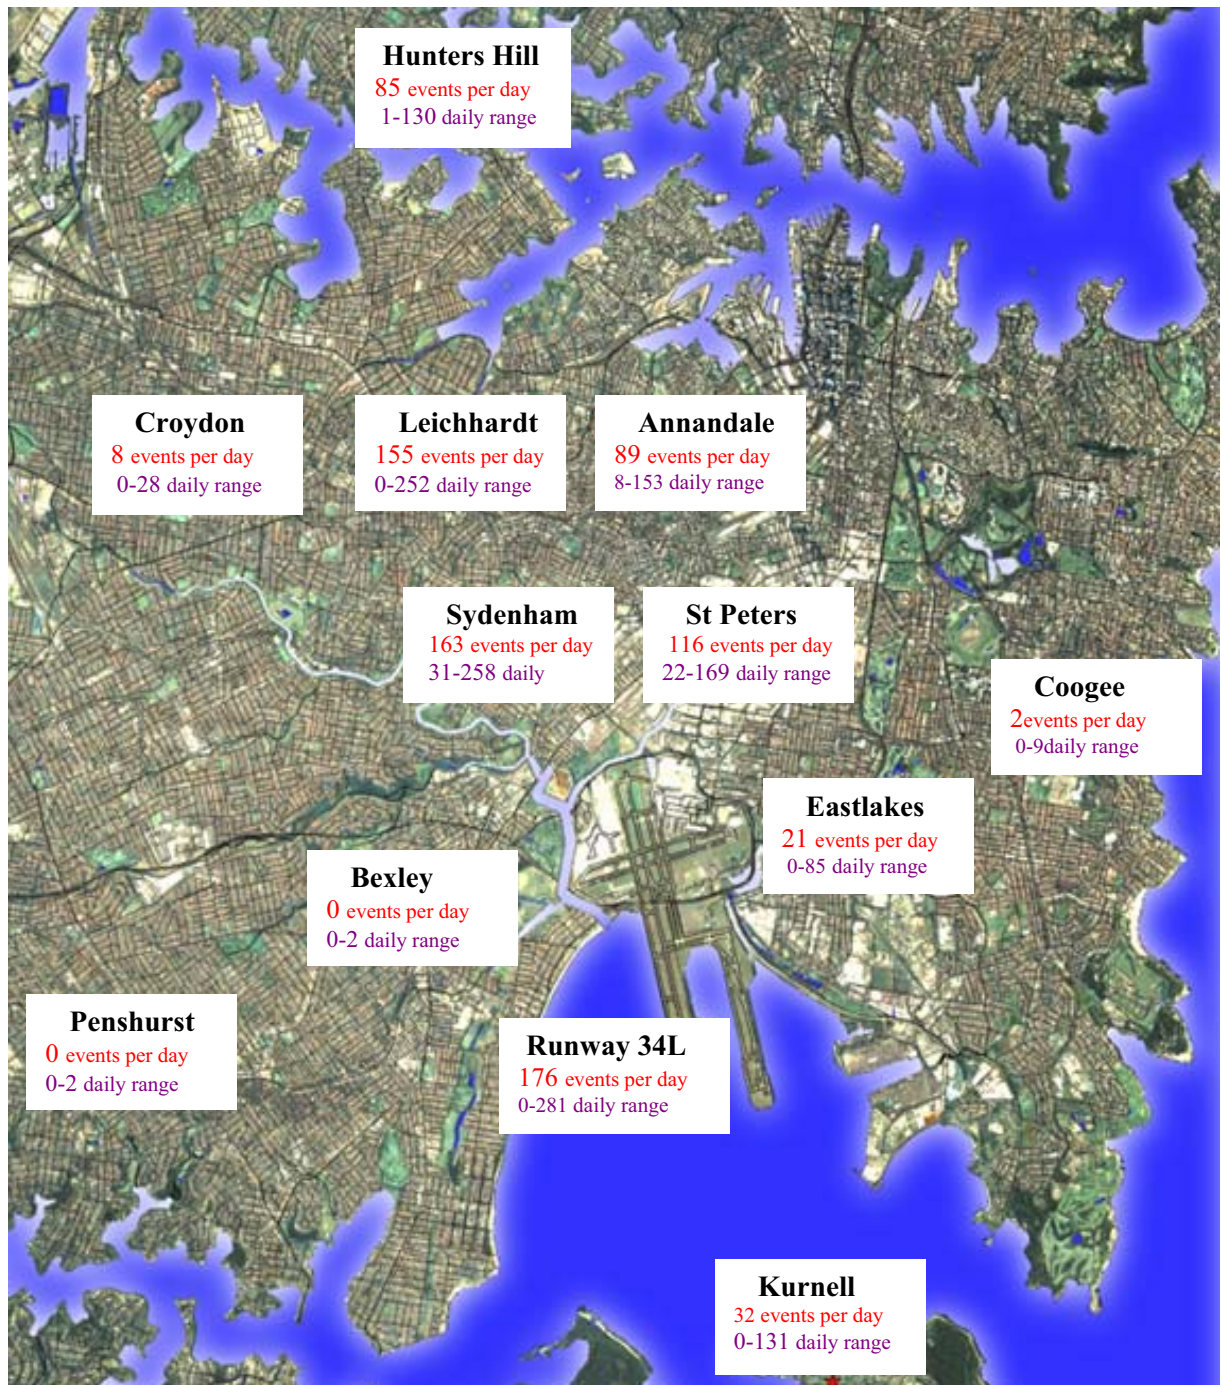 Hunters Hill
85 events per day
1-130 daily range
Croydon
8 events per day
0-28 daily range
Leichhardt
155 events per day
0-252 daily range
Annandale
89 events per day
8-153 daily range
Sydenham
163 events per day
31-258 daily
St Peters
116 events per day
22-169 daily range
Coogee
2events per day
0-9daily range
Eastlakes
21 events per day
0-85 daily range
Bexley
0 events per day
0-2 daily range
Penshurst
0 events per day
0-2 daily range
Runway 34L
176 events per day
0-281 daily range
Kurnell
32 events per day
0-131 daily range